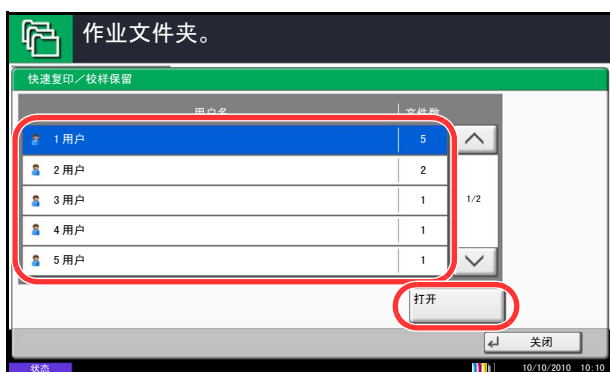 作业文件夹。
快速复印/校样保留
用户名 文件数
1 用户 5
2 用户 2
3 用户 1
4 用户 1
5 用户 1
1/2
打开
关闭
状态 10/10/2010 10:10